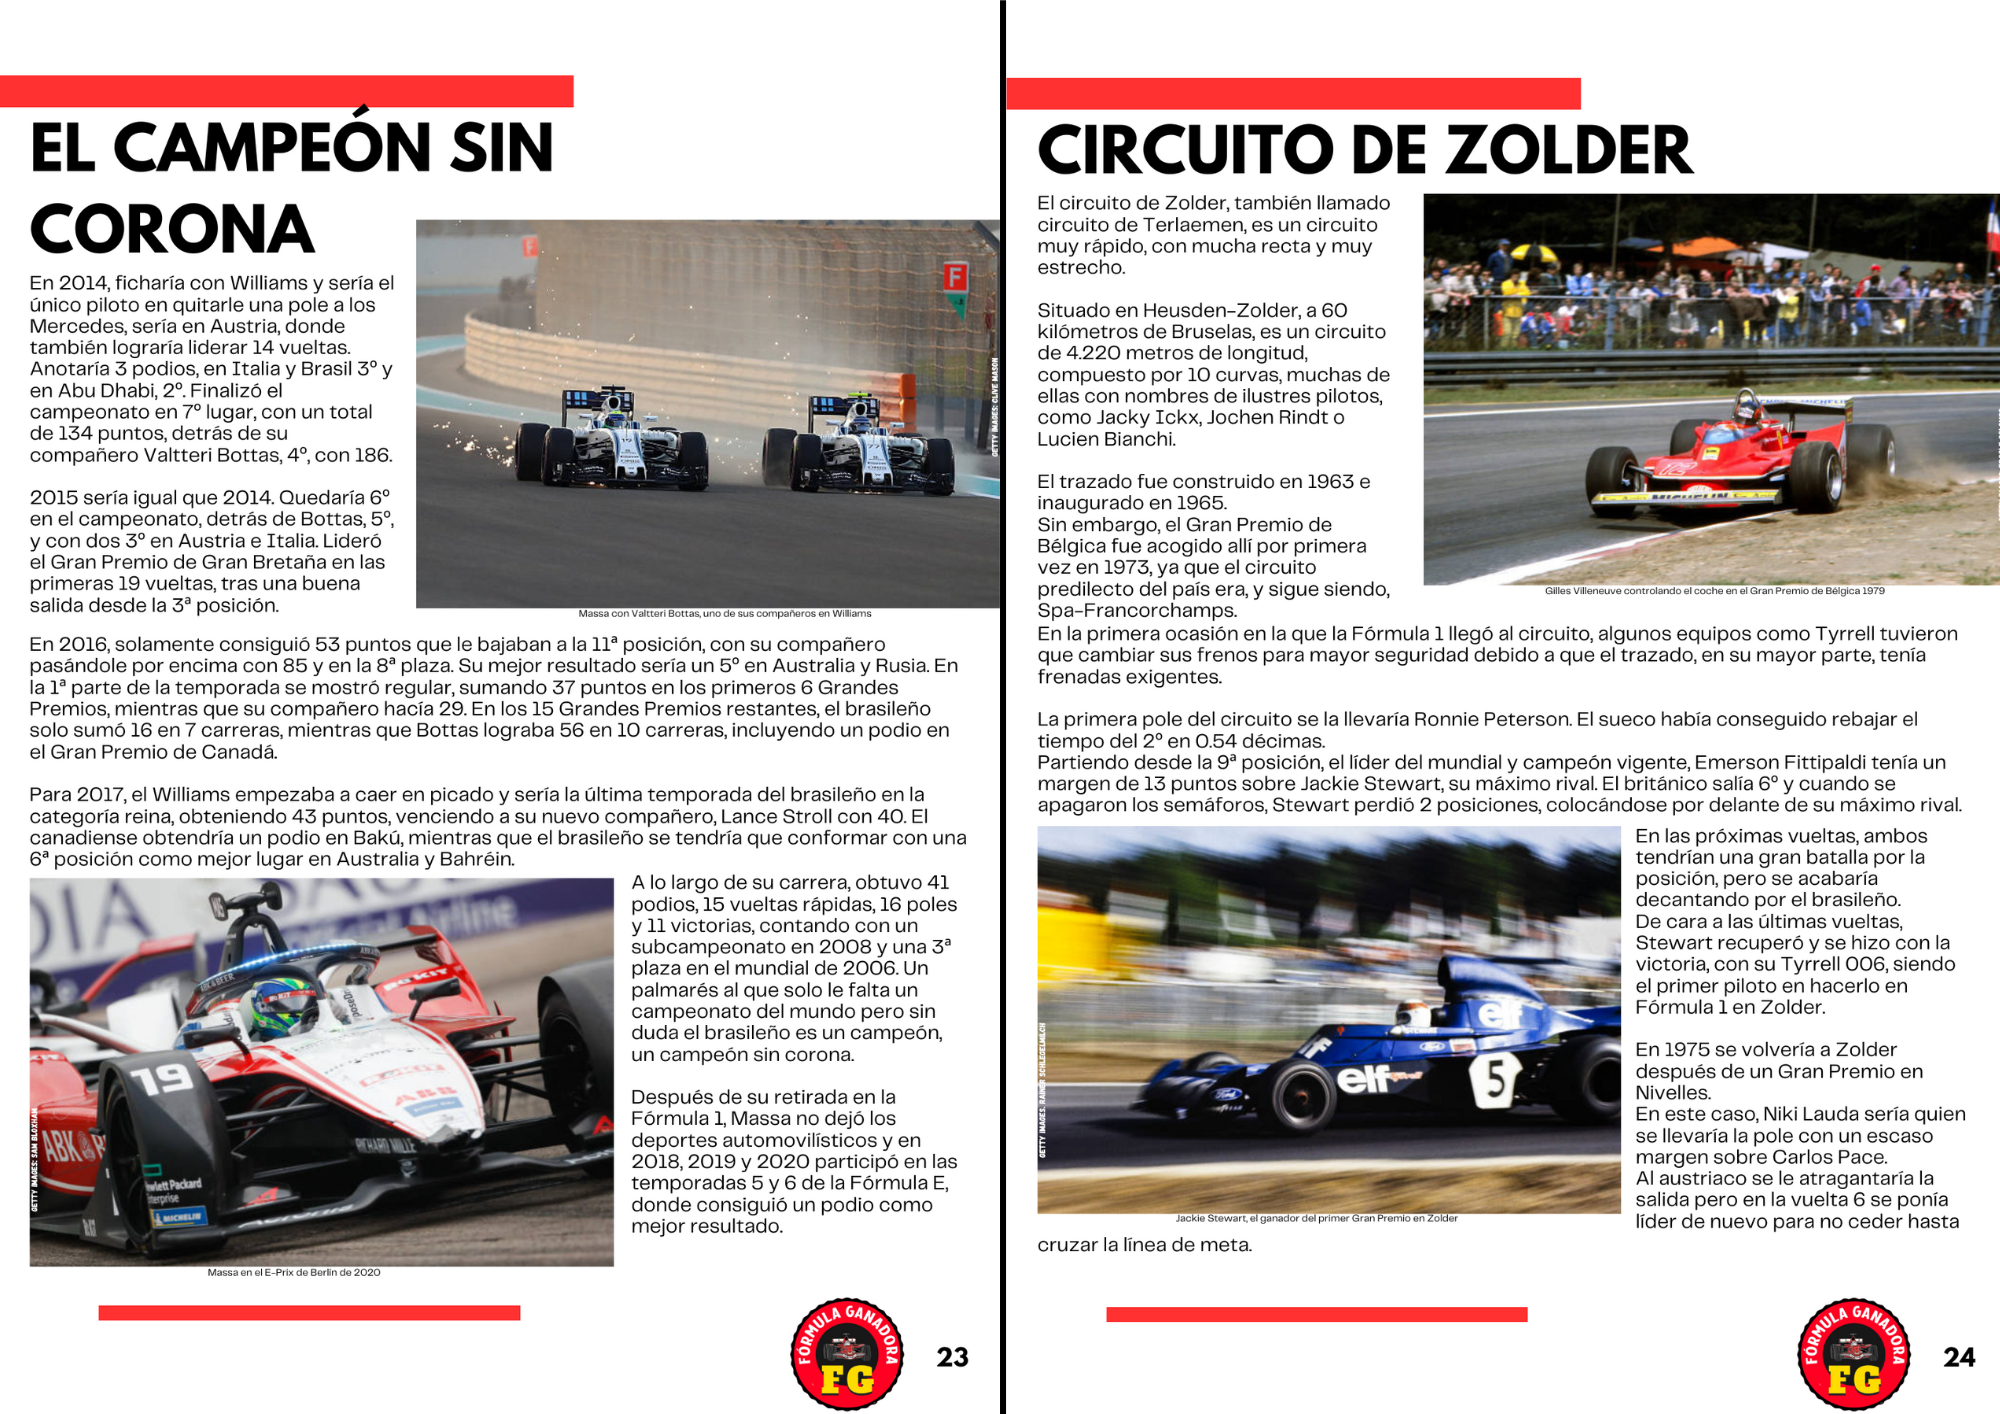 EL CAMPEÓN SIN
CORONA
En 2014, ficharía con Williams y sería el
único piloto en quitarle una pole a los
Mercedes, sería en Austria, donde
también lograría liderar 14 vueltas.
Anotaría 3 podios, en Italia y Brasil 3º y
en Abu Dhabi, 2º. Finalizó el
campeonato en 7º lugar, con un total
de 134 puntos, detrás de su
compañero Valtteri Bottas, 4º, con 186.
2015 sería igual que 2014. Quedaría 6º
en el campeonato, detrás de Bottas, 5º,
y con dos 3º en Austria e Italia. Lideró
el Gran Premio de Gran Bretaña en las
primeras 19 vueltas, tras una buena
salida desde la 3ª posición.
F
F
19
77
GETTY IMAGES: CLIVE MASON
Massa con Valtteri Bottas, uno de sus compañeros en Williams
En 2016, solamente consiguió 53 puntos que le bajaban a la 11ª posición, con su compañero
pasándole por encima con 85 y en la 8ª plaza. Su mejor resultado sería un 5º en Australia y Rusia. En
la 1ª parte de la temporada se mostró regular, sumando 37 puntos en los primeros 6 Grandes
Premios, mientras que su compañero hacía 29. En los 15 Grandes Premios restantes, el brasileño
solo sumó 16 en 7 carreras, mientras que Bottas lograba 56 en 10 carreras, incluyendo un podio en
el Gran Premio de Canadá.
Para 2017, el Williams empezaba a caer en picado y sería la última temporada del brasileño en la
categoría reina, obteniendo 43 puntos, venciendo a su nuevo compañero, Lance Stroll con 40. El
canadiense obtendría un podio en Bakú, mientras que el brasileño se tendría que conformar con una
6ª posición como mejor lugar en Australia y Bahréin.
ROKiT
ROKiT
19
ABB
ABK
RICHARD MILLE
Hewlett Packard
Enterprise
MICHELIN
GETTY IMAGES: SAM BLOXHAM
Massa en el E-Prix de Berlín de 2020
A lo largo de su carrera, obtuvo 41
podios, 15 vueltas rápidas, 16 poles
y 11 victorias, contando con un
subcampeonato en 2008 y una 3ª
plaza en el mundial de 2006. Un
palmarés al que solo le falta un
campeonato del mundo pero sin
duda el brasileño es un campeón,
un campeón sin corona.
Después de su retirada en la
Fórmula 1, Massa no dejó los
deportes automovilísticos y en
2018, 2019 y 2020 participó en las
temporadas 5 y 6 de la Fórmula E,
donde consiguió un podio como
mejor resultado.
FÓRMULA GANADORA
FG
23
CIRCUITO DE ZOLDER
El circuito de Zolder, también llamado
circuito de Terlaemen, es un circuito
muy rápido, con mucha recta y muy
estrecho.
Situado en Heusden-Zolder, a 60
kilómetros de Bruselas, es un circuito
de 4.220 metros de longitud,
compuesto por 10 curvas, muchas de
ellas con nombres de ilustres pilotos,
como Jacky Ickx, Jochen Rindt o
Lucien Bianchi.
El trazado fue construido en 1963 e
inaugurado en 1965.
Sin embargo, el Gran Premio de
Bélgica fue acogido allí por primera
vez en 1973, ya que el circuito
predilecto del país era, y sigue siendo,
Spa-Francorchamps.
12
MICHELIN
Gilles Villeneuve controlando el coche en el Gran Premio de Bélgica 1979
En la primera ocasión en la que la Fórmula 1 llegó al circuito, algunos equipos como Tyrrell tuvieron
que cambiar sus frenos para mayor seguridad debido a que el trazado, en su mayor parte, tenía
frenadas exigentes.
La primera pole del circuito se la llevaría Ronnie Peterson. El sueco había conseguido rebajar el
tiempo del 2º en 0.54 décimas.
Partiendo desde la 9ª posición, el líder del mundial y campeón vigente, Emerson Fittipaldi tenía un
margen de 13 puntos sobre Jackie Stewart, su máximo rival. El británico salía 6º y cuando se
apagaron los semáforos, Stewart perdió 2 posiciones, colocándose por delante de su máximo rival.
elf
elf
Ford
5
Ford
GETTY IMAGES: RAINER SCHLEGELMILCH
Jackie Stewart, el ganador del primer Gran Premio en Zolder
En las próximas vueltas, ambos
tendrían una gran batalla por la
posición, pero se acabaría
decantando por el brasileño.
De cara a las últimas vueltas,
Stewart recuperó y se hizo con la
victoria, con su Tyrrell 006, siendo
el primer piloto en hacerlo en
Fórmula 1 en Zolder.
En 1975 se volvería a Zolder
después de un Gran Premio en
Nivelles.
En este caso, Niki Lauda sería quien
se llevaría la pole con un escaso
margen sobre Carlos Pace.
Al austriaco se le atragantaría la
salida pero en la vuelta 6 se ponía
líder de nuevo para no ceder hasta
cruzar la línea de meta.
FÓRMULA GANADORA
FG
24